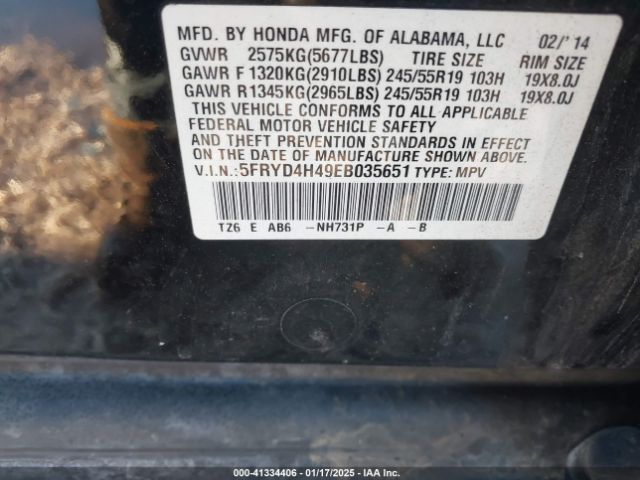 MFD. BY HONDA MFG. OF ALABAMA, LLC 02/' 14
GVWR 2575KG(5677LBS) TIRE SIZE RIM SIZE
GAWR F 1320KG(2910LBS) 245/55R19 103H 19X8.0J
GAWR R 1345KG(2965LBS) 245/55R19 103H 19X8.0J
THIS VEHICLE CONFORMS TO ALL APPLICABLE
FEDERAL MOTOR VEHICLE SAFETY
AND THEFT PREVENTION STANDARDS IN EFFECT
ON THE DATE OF MANUFACTURE SHOWN ABOVE.
V.I.N.:5FRYD4H49EB035651 TYPE: MPV
TZ6 E AB6 -NH731P -A -B
000-41334406 - 01/17/2025 - IAA Inc.